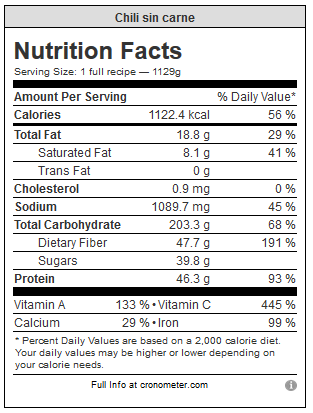 Chili sin carne
Nutrition Facts
Serving Size: 1 full recipe — 1129g
Amount Per Serving % Daily Value*
Calories 1122.4 kcal 56 %
Total Fat 18.8 g 29 %
Saturated Fat 8.1 g 41 %
Trans Fat 0 g
Cholesterol 0.9 mg 0 %
Sodium 1089.7 mg 45 %
Total Carbohydrate 203.3 g 68 %
Dietary Fiber 47.7 g 191 %
Sugars 39.8 g
Protein 46.3 g 93 %
Vitamin A 133 % • Vitamin C 445 %
Calcium 29 % • Iron 99 %
* Percent Daily Values are based on a 2,000 calorie diet.
Your daily values may be higher or lower depending on
your calorie needs.
Full Info at cronometer.com i